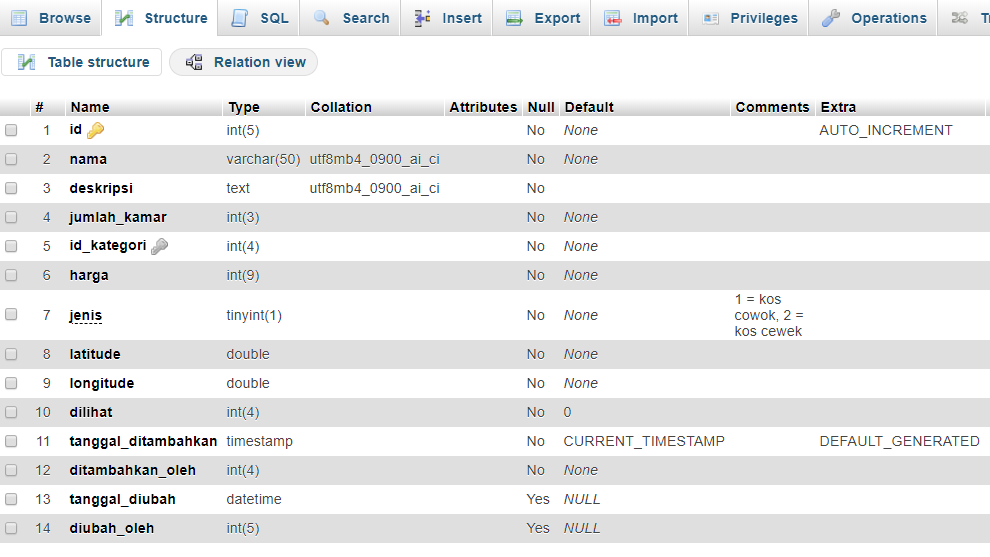 Browse Structure SQL Search Insert Export Import Privileges Operations
Table structure Relation view
# Name Type Collation Attributes Null Default Comments Extra
1 id int(5) No None AUTO_INCREMENT
2 nama varchar(50) utf8mb4_0900_ai_ci No None
3 deskripsi text utf8mb4_0900_ai_ci No
4 jumlah_kamar int(3) No None
5 id_kategori int(4) No None
6 harga int(9) No None
7 jenis tinyint(1) No None 1 = kos
cowok, 2 =
kos cewek
8 latitude double No None
9 longitude double No None
10 dilihat int(4) No 0
11 tanggal_ditambahkan timestamp No CURRENT_TIMESTAMP DEFAULT_GENERATED
12 ditambahkan_oleh int(4) No None
13 tanggal_diubah datetime Yes NULL
14 diubah_oleh int(5) Yes NULL